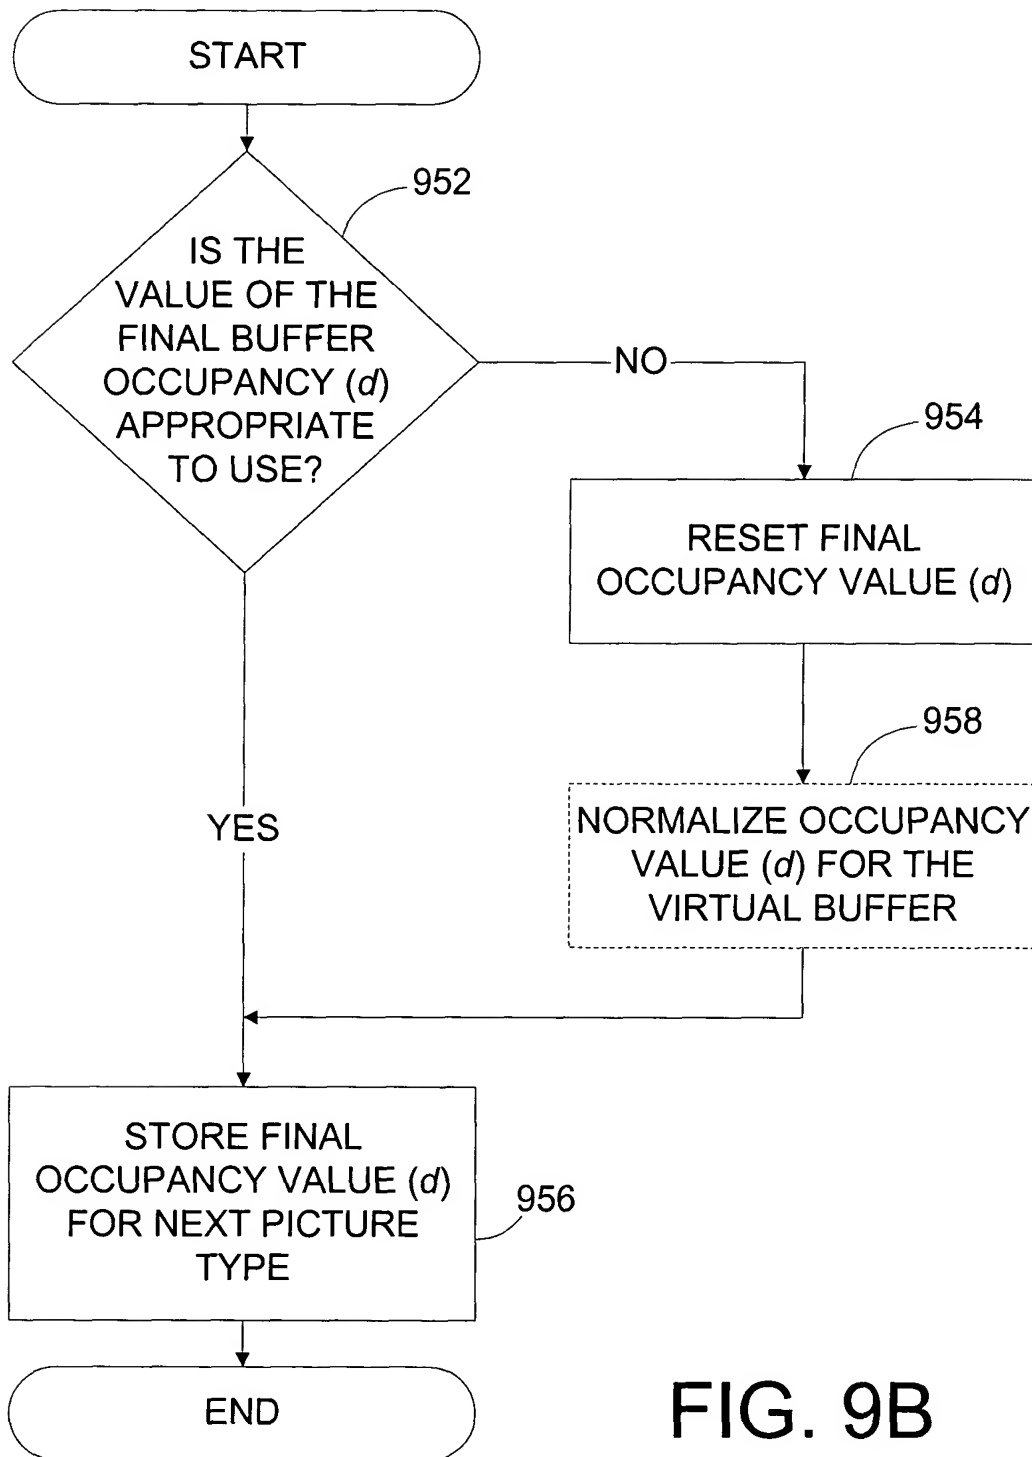 START
952
IS THE
VALUE OF THE
FINAL BUFFER
OCCUPANCY (d)
APPROPRIATE
TO USE?
NO
954
RESET FINAL
OCCUPANCY VALUE (d)
958
NORMALIZE OCCUPANCY
VALUE (d) FOR THE
VIRTUAL BUFFER
YES
STORE FINAL
OCCUPANCY VALUE (d)
FOR NEXT PICTURE
TYPE
956
END
FIG. 9B